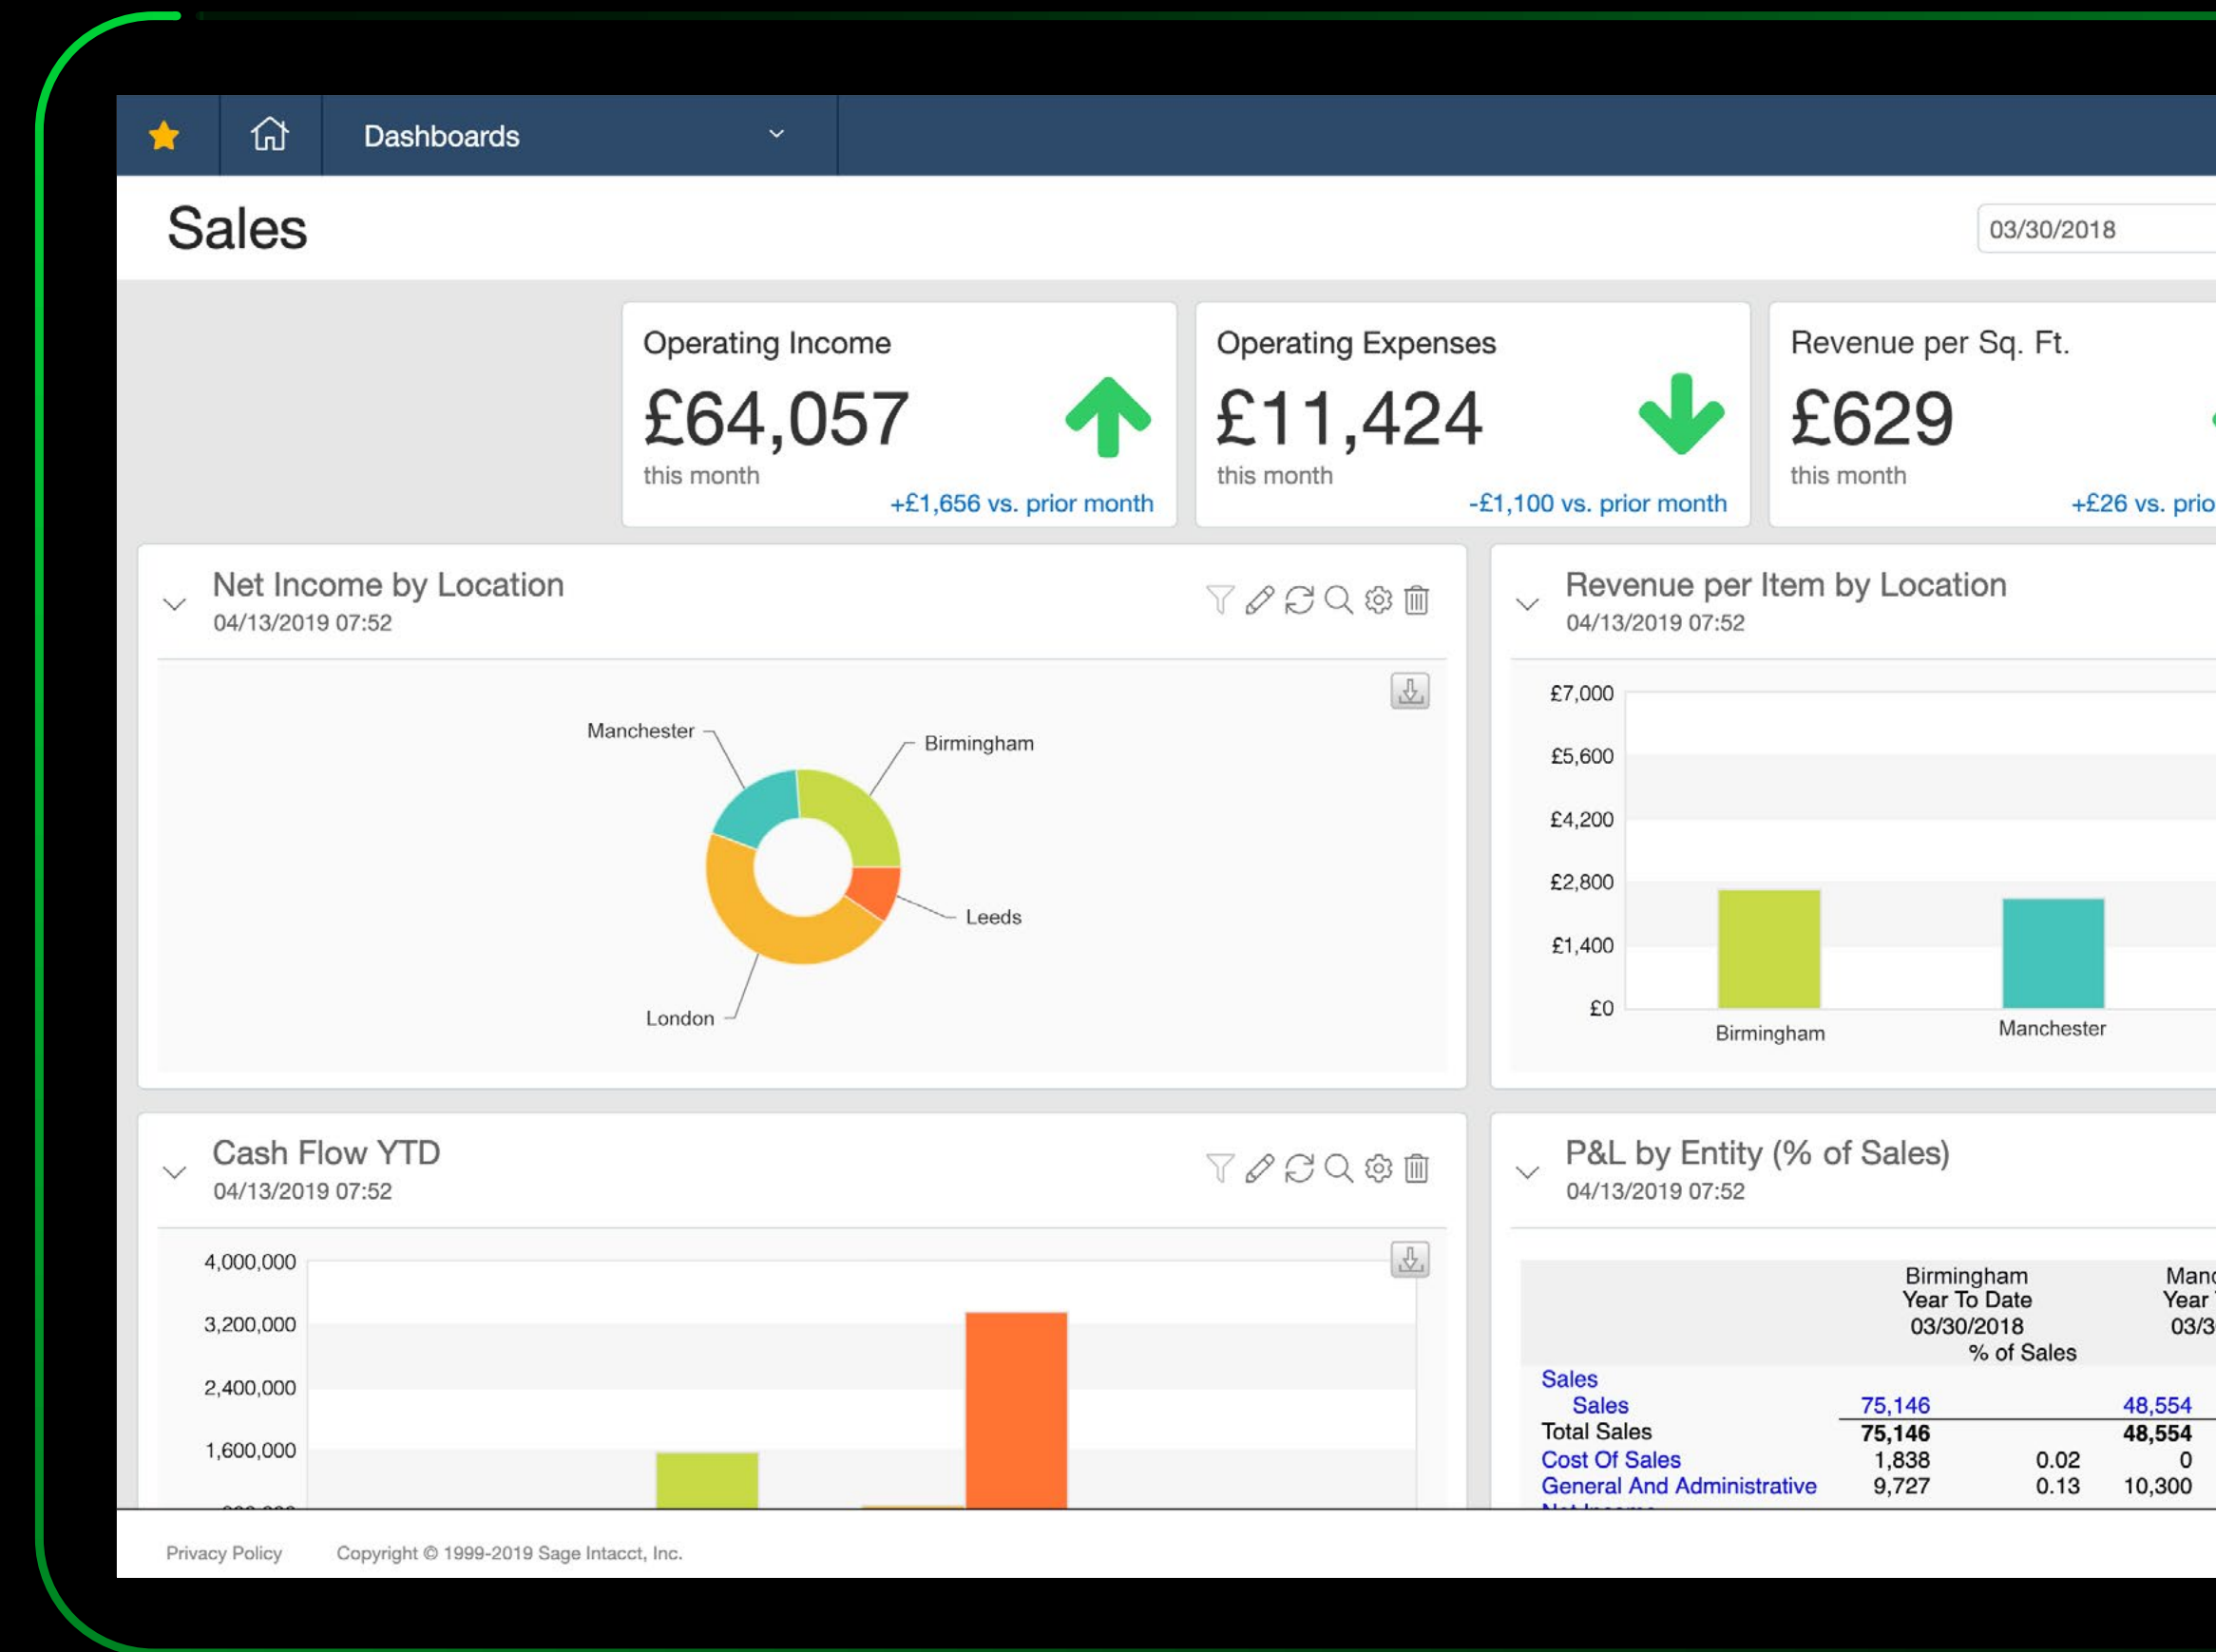 Dashboards
Sales
03/30/2018
Operating Income
£64,057
this month
+£1,656 vs. prior month
Operating Expenses
£11,424
this month
-£1,100 vs. prior month
Revenue per Sq. Ft.
£629
this month
+£26 vs.
Net Income by Location
04/13/2019 07:52
Manchester
Birmingham
Leeds
London
Revenue per Item by Location
04/13/2019 07:52
£7,000
£5,600
£4,200
£2,800
£1,400
£0
Birmingham
Manchester
Cash Flow YTD
04/13/2019 07:52
4,000,000
3,200,000
2,400,000
1,600,000
P&L by Entity (% of Sales)
04/13/2019 07:52
Birmingham
Year To Date Year
03/30/2018
% of Sales
Sales
Sales 75,146 48,554
Total Sales 75,146 48,554
Cost Of Sales 1,838 0.02 0
General And Administrative 9,727 0.13 10,300
Privacy Policy Copyright © 1999-2019 Sage Intacct, Inc.